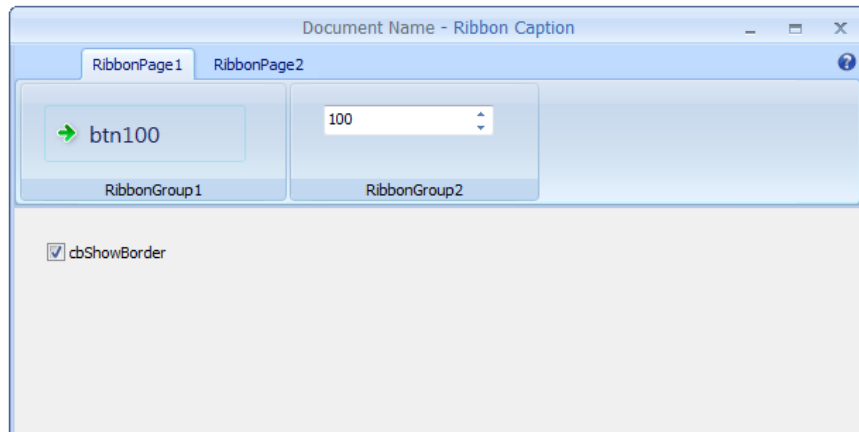 Document Name - Ribbon Caption
RibbonPage1 RibbonPage2
btn100
100
RibbonGroup1 RibbonGroup2
cbShowBorder